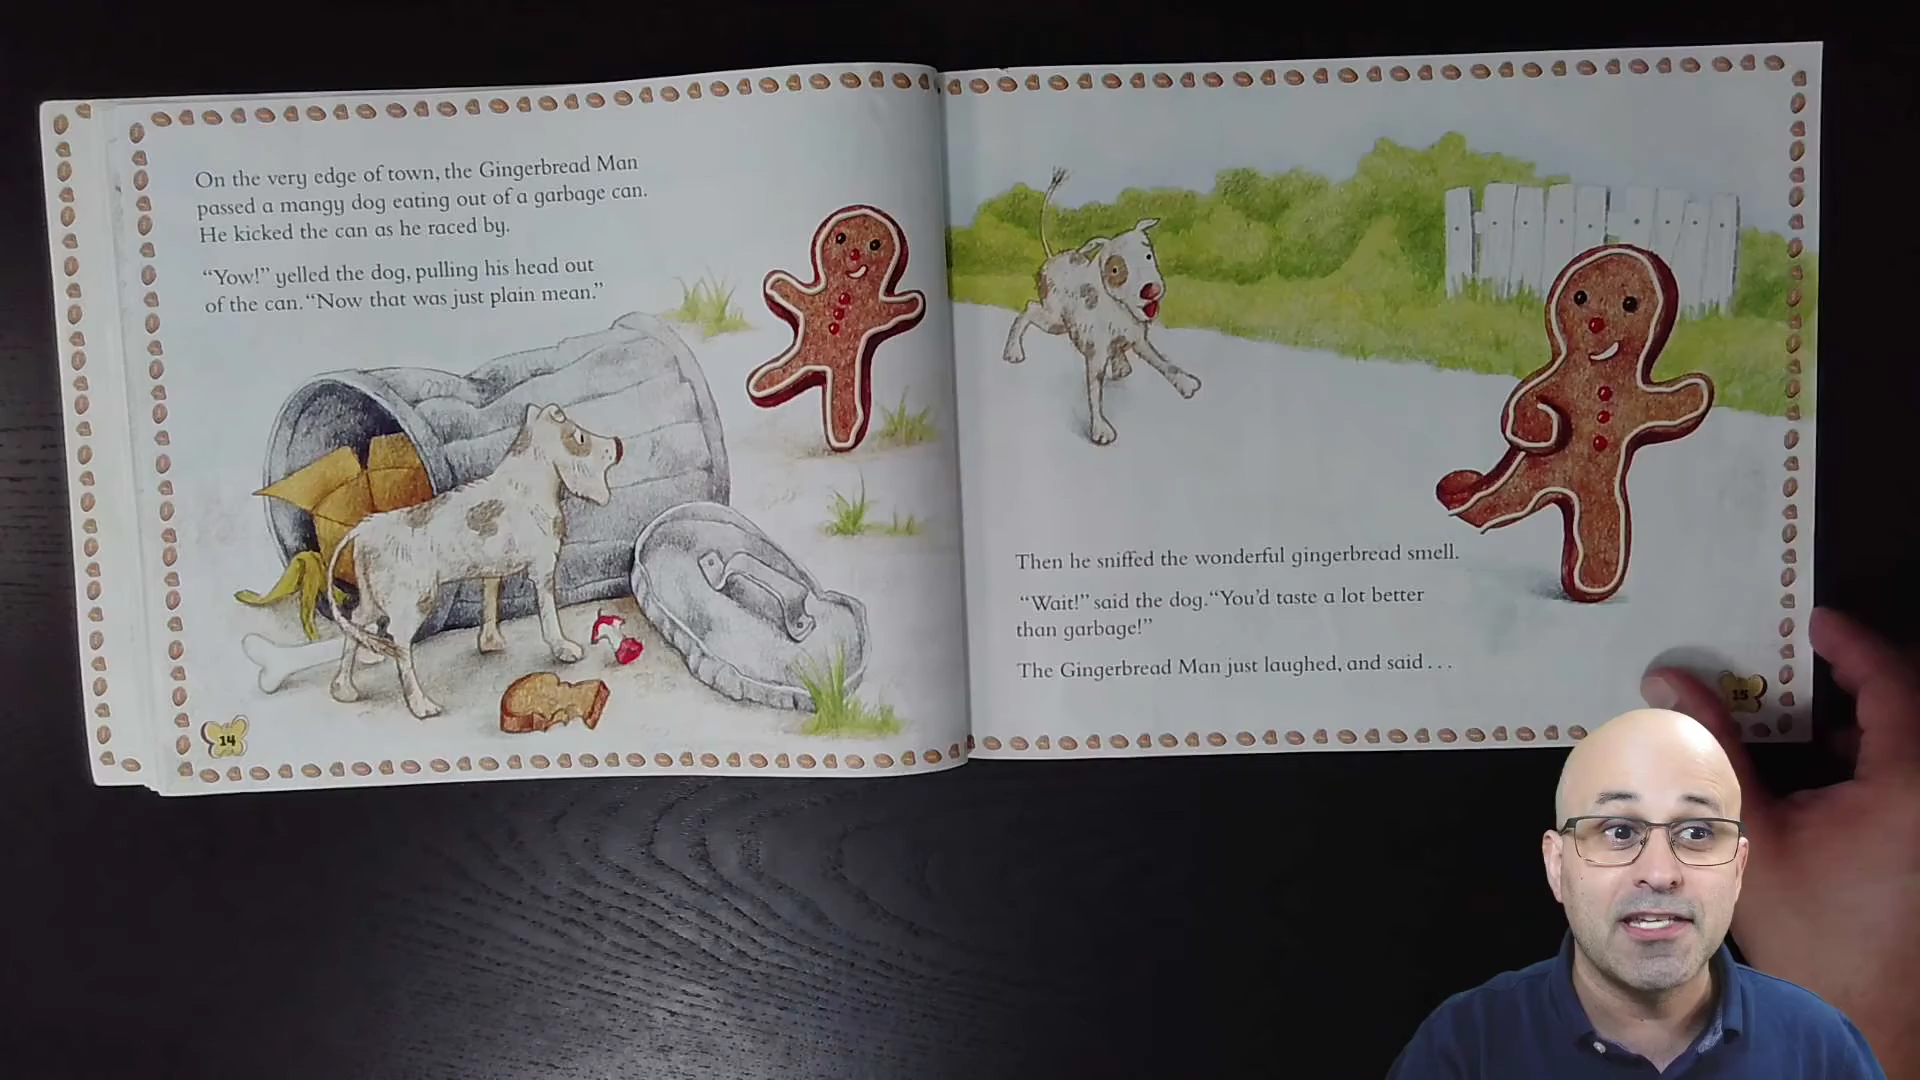 On the very edge of town, the Gingerbread Man
passed a mangy dog eating out of a garbage can.
He kicked the can as he raced by.
“Yow!” yelled the dog, pulling his head out
of the can. “Now that was just plain mean.”
14
Then he sniffed the wonderful gingerbread smell.
“Wait!” said the dog. “You’d taste a lot better
than garbage!”
The Gingerbread Man just laughed, and said . . .
15